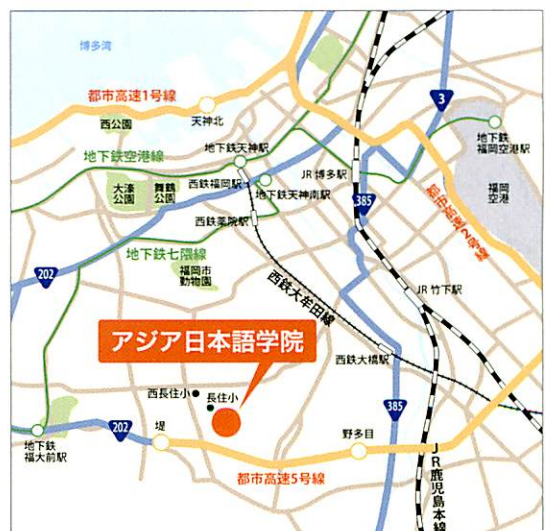 博多湾
都市高速1号線
天神北
西公園
3
地下鉄
福岡空港駅
地下鉄天神駅
地下鉄空港線
JR博多駅
福岡
空港
大濠
公園
舞鶴
公園
西鉄福岡駅
地下鉄天神南駅
385
都市高速2号線
西鉄薬院駅
地下鉄七隈線
202
福岡市
動物園
西鉄大牟田線
JR竹下駅
アジア日本語学院
西鉄大橋駅
西長住小
長住小
385
202
堤
野多目
地下鉄
福大前駅
都市高速5号線
JR鹿児島本線